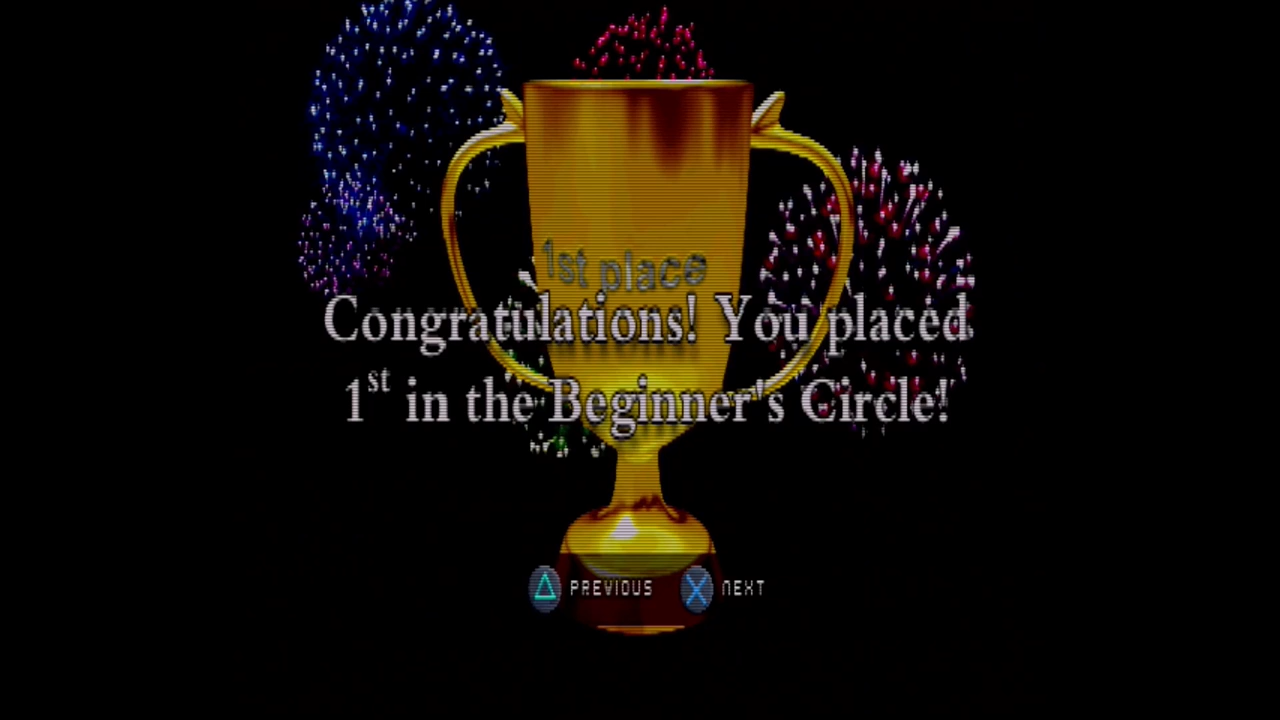 1st place
Congratulations! You placed
1st in the Beginner's Circle!
PREVIOUS NEXT